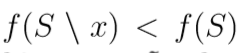 f(S \ x) < f(S)